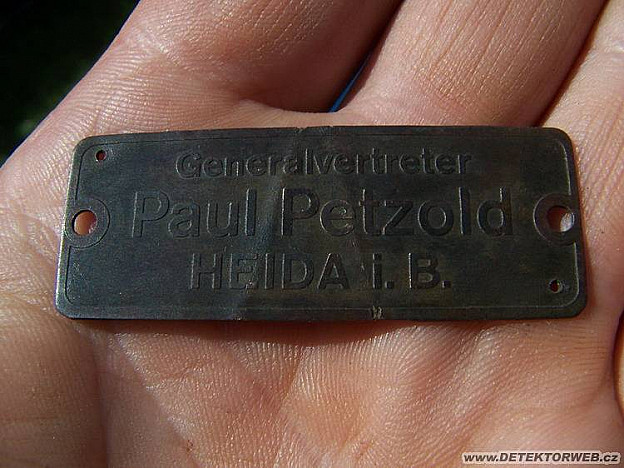 Generalvertreter
Paul Petzold
HEIDA i. B.
www.DETEKTORWEB.cz